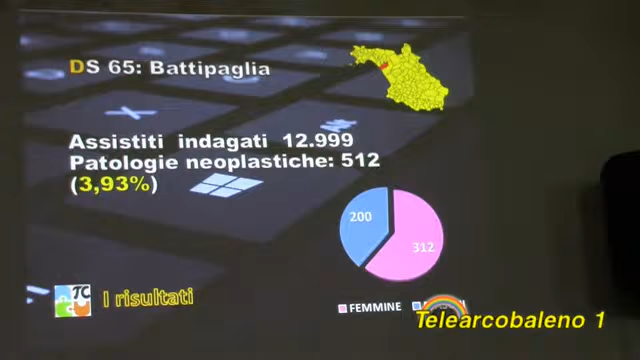 DS 65: Battipaglia
Assistiti indagati 12.999
Patologie neoplastiche: 512
(3,93%)
200
312
I risultati
FEMMINE
Telearcobaleno 1